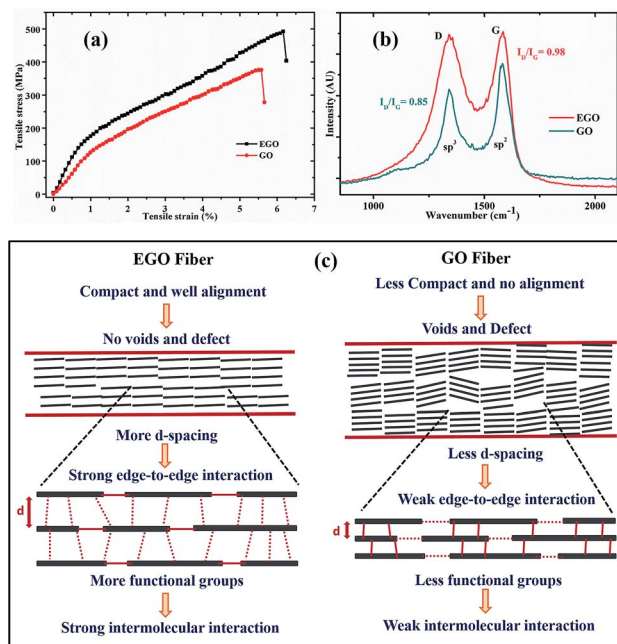 (a)
Tensile stress (MPa)
500
400
300
200
100
0
EGO
GO
0 1 2 3 4 5 6 7
Tensile strain (%)
(b)
Intensity (AU)
D
G
I_D/I_G= 0.98
I_D/I_G= 0.85
EGO
GO
sp³
sp²
1000 1500 2000
Wavenumber (cm⁻¹)
(c)
EGO Fiber
Compact and well alignment
No voids and defect
More d-spacing
Strong edge-to-edge interaction
d
More functional groups
Strong intermolecular interaction
GO Fiber
Less Compact and no alignment
Voids and Defect
Less d-spacing
Weak edge-to-edge interaction
d
Less functional groups
Weak intermolecular interaction